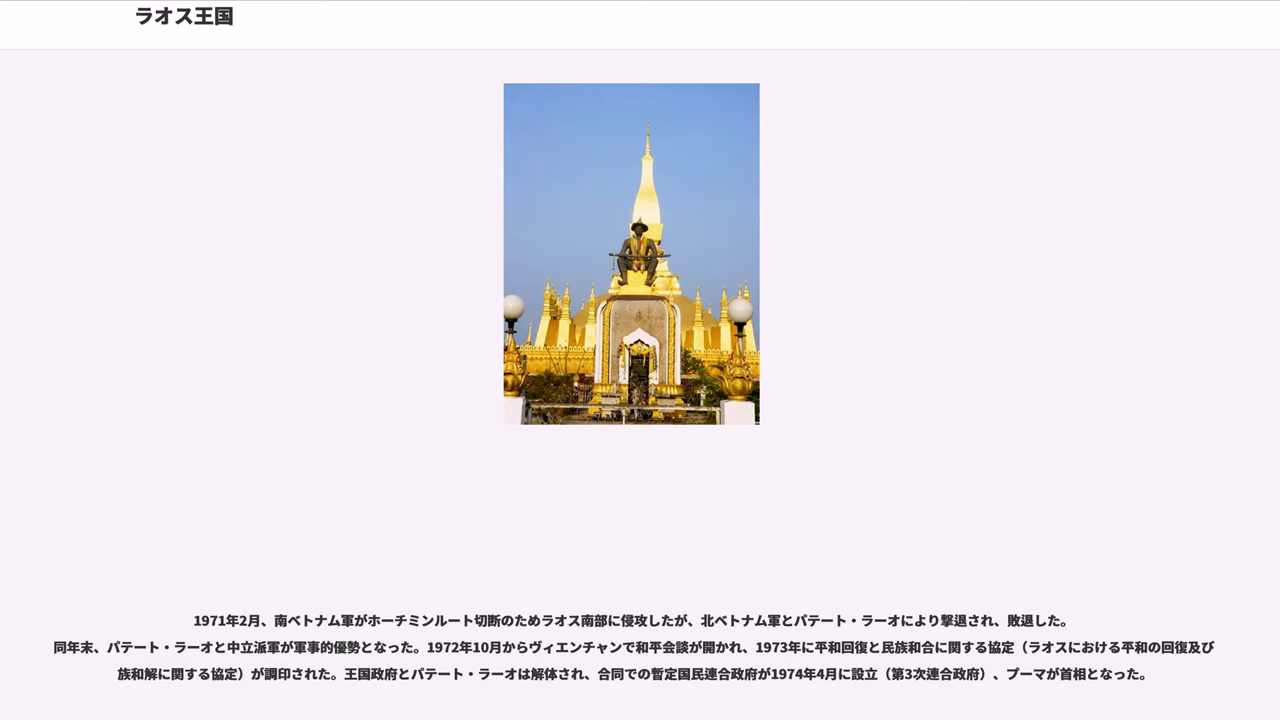 ラオス王国
1971年2月、南ベトナム軍がホーチミンルート切断のためラオス南部に侵攻したが、北ベトナム軍とパテート・ラーオにより撃退され、敗退した。
同年末、パテート・ラーオと中立派軍が軍事的優勢となった。1972年10月からヴィエンチャンで和平会談が開かれ、1973年に平和回復と民族和合に関する協定（ラオスにおける平和の回復及び
族和解に関する協定）が調印された。王国政府とパテート・ラーオは解体され、合同での暫定国民連合政府が1974年4月に設立（第3次連合政府）、プーマが首相となった。